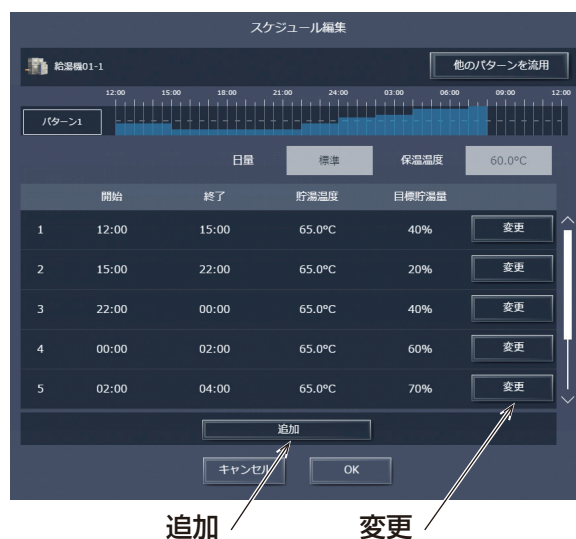 スケジュール編集
給湯機01-1 他のパターンを流用
12:00 15:00 18:00 21:00 24:00 03:00 06:00 09:00 12:00
パターン1
日量 標準 保温温度 60.0℃
開始 終了 貯湯温度 目標貯湯量
1 12:00 15:00 65.0℃ 40% 変更
2 15:00 22:00 65.0℃ 20% 変更
3 22:00 00:00 65.0℃ 40% 変更
4 00:00 02:00 65.0℃ 60% 変更
5 02:00 04:00 65.0℃ 70% 変更
追加
キャンセル OK
追加 変更